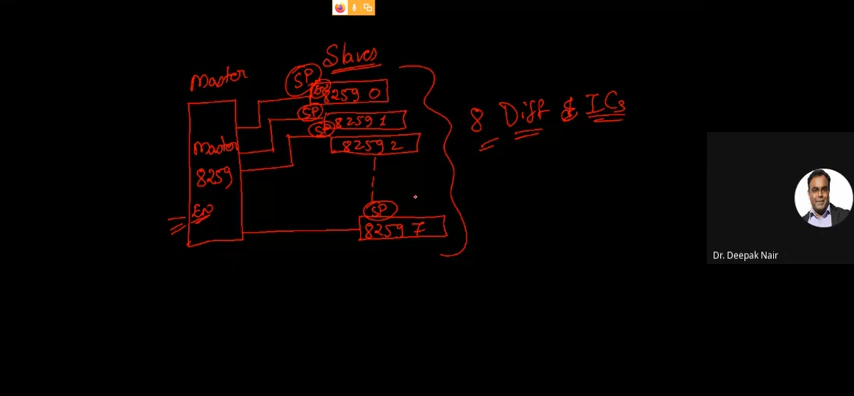 Slaves
Master
SP
8259 0
8 Diff & ICs
SP
8259 1
SP
Master
8259 2
8259
EN
SP
8259 7
Dr. Deepak Nair